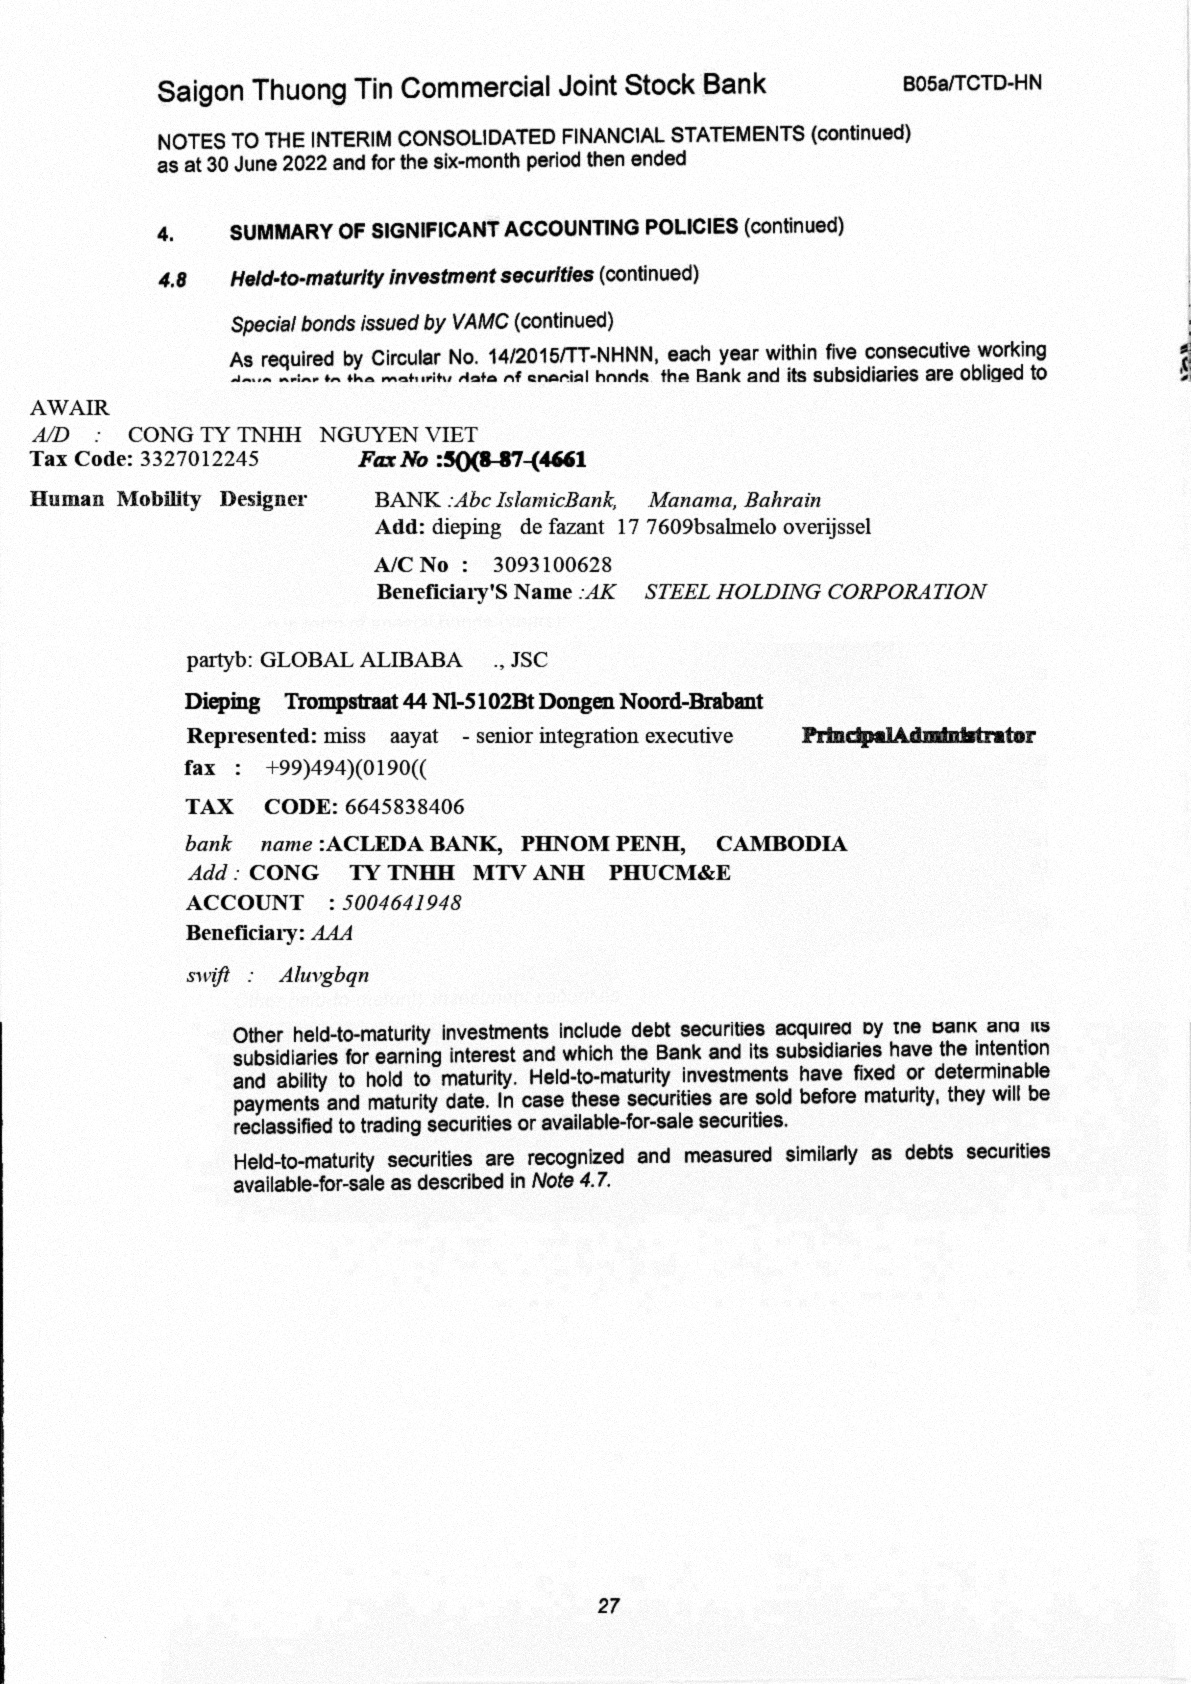 Saigon Thuong Tin Commercial Joint Stock Bank B05a/TCTD-HN
NOTES TO THE INTERIM CONSOLIDATED FINANCIAL STATEMENTS (continued)
as at 30 June 2022 and for the six-month period then ended
4. SUMMARY OF SIGNIFICANT ACCOUNTING POLICIES (continued)
4.8 Held-to-maturity investment securities (continued)
Special bonds issued by VAMC (continued)
As required by Circular No. 14/2015/TT-NHNN, each year within five consecutive working
days prior to the maturity date of special bonds, the Bank and its subsidiaries are obliged to
AWAIR
A/D : CONG TY TNHH NGUYEN VIET
Tax Code: 3327012245 Fax No :50(8-87-(4661
Human Mobility Designer BANK :Abc IslamicBank, Manama, Bahrain
Add: dieping de fazant 17 7609bsalmelo overijssel
A/C No : 3093100628
Beneficiary'S Name :AK STEEL HOLDING CORPORATION
partyb: GLOBAL ALIBABA ., JSC
Dieping Trompstraat 44 Nl-5102Bt Dongen Noord-Brabant
Represented: miss aayat - senior integration executive PrincipalAdministrator
fax : +99)494)(0190((
TAX CODE: 6645838406
bank name :ACLEDA BANK, PHNOM PENH, CAMBODIA
Add : CONG TY TNHH MTV ANH PHUCM&E
ACCOUNT : 5004641948
Beneficiary: AAA
swift : Aluvgbqn
Other held-to-maturity investments include debt securities acquired by the Bank and its
subsidiaries for earning interest and which the Bank and its subsidiaries have the intention
and ability to hold to maturity. Held-to-maturity investments have fixed or determinable
payments and maturity date. In case these securities are sold before maturity, they will be
reclassified to trading securities or available-for-sale securities.
Held-to-maturity securities are recognized and measured similarly as debts securities
available-for-sale as described in Note 4.7.
27